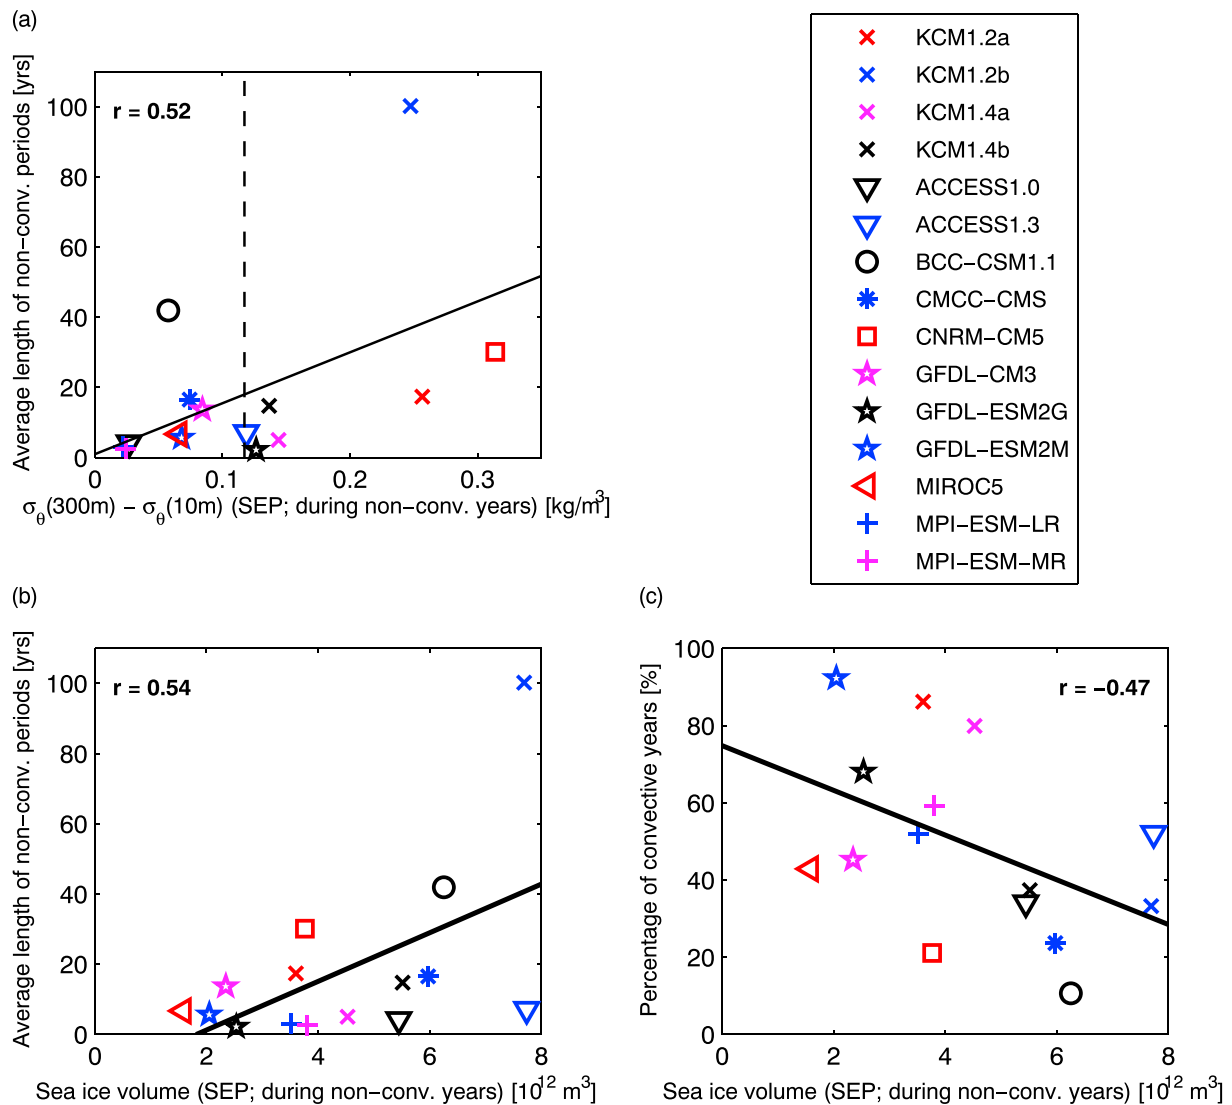 (a)
Average length of non−conv. periods [yrs]
r = 0.52
100
80
60
40
20
0
0 0.1 0.2 0.3
σθ(300m) − σθ(10m) (SEP; during non−conv. years) [kg/m3]
KCM1.2a
KCM1.2b
KCM1.4a
KCM1.4b
ACCESS1.0
ACCESS1.3
BCC−CSM1.1
CMCC−CMS
CNRM−CM5
GFDL−CM3
GFDL−ESM2G
GFDL−ESM2M
MIROC5
MPI−ESM−LR
MPI−ESM−MR
(b)
Average length of non−conv. periods [yrs]
r = 0.54
100
80
60
40
20
0
0 2 4 6 8
Sea ice volume (SEP; during non−conv. years) [10^12 m^3]
(c)
Percentage of convective years [%]
r = −0.47
100
80
60
40
20
0
0 2 4 6 8
Sea ice volume (SEP; during non−conv. years) [10^12 m^3]